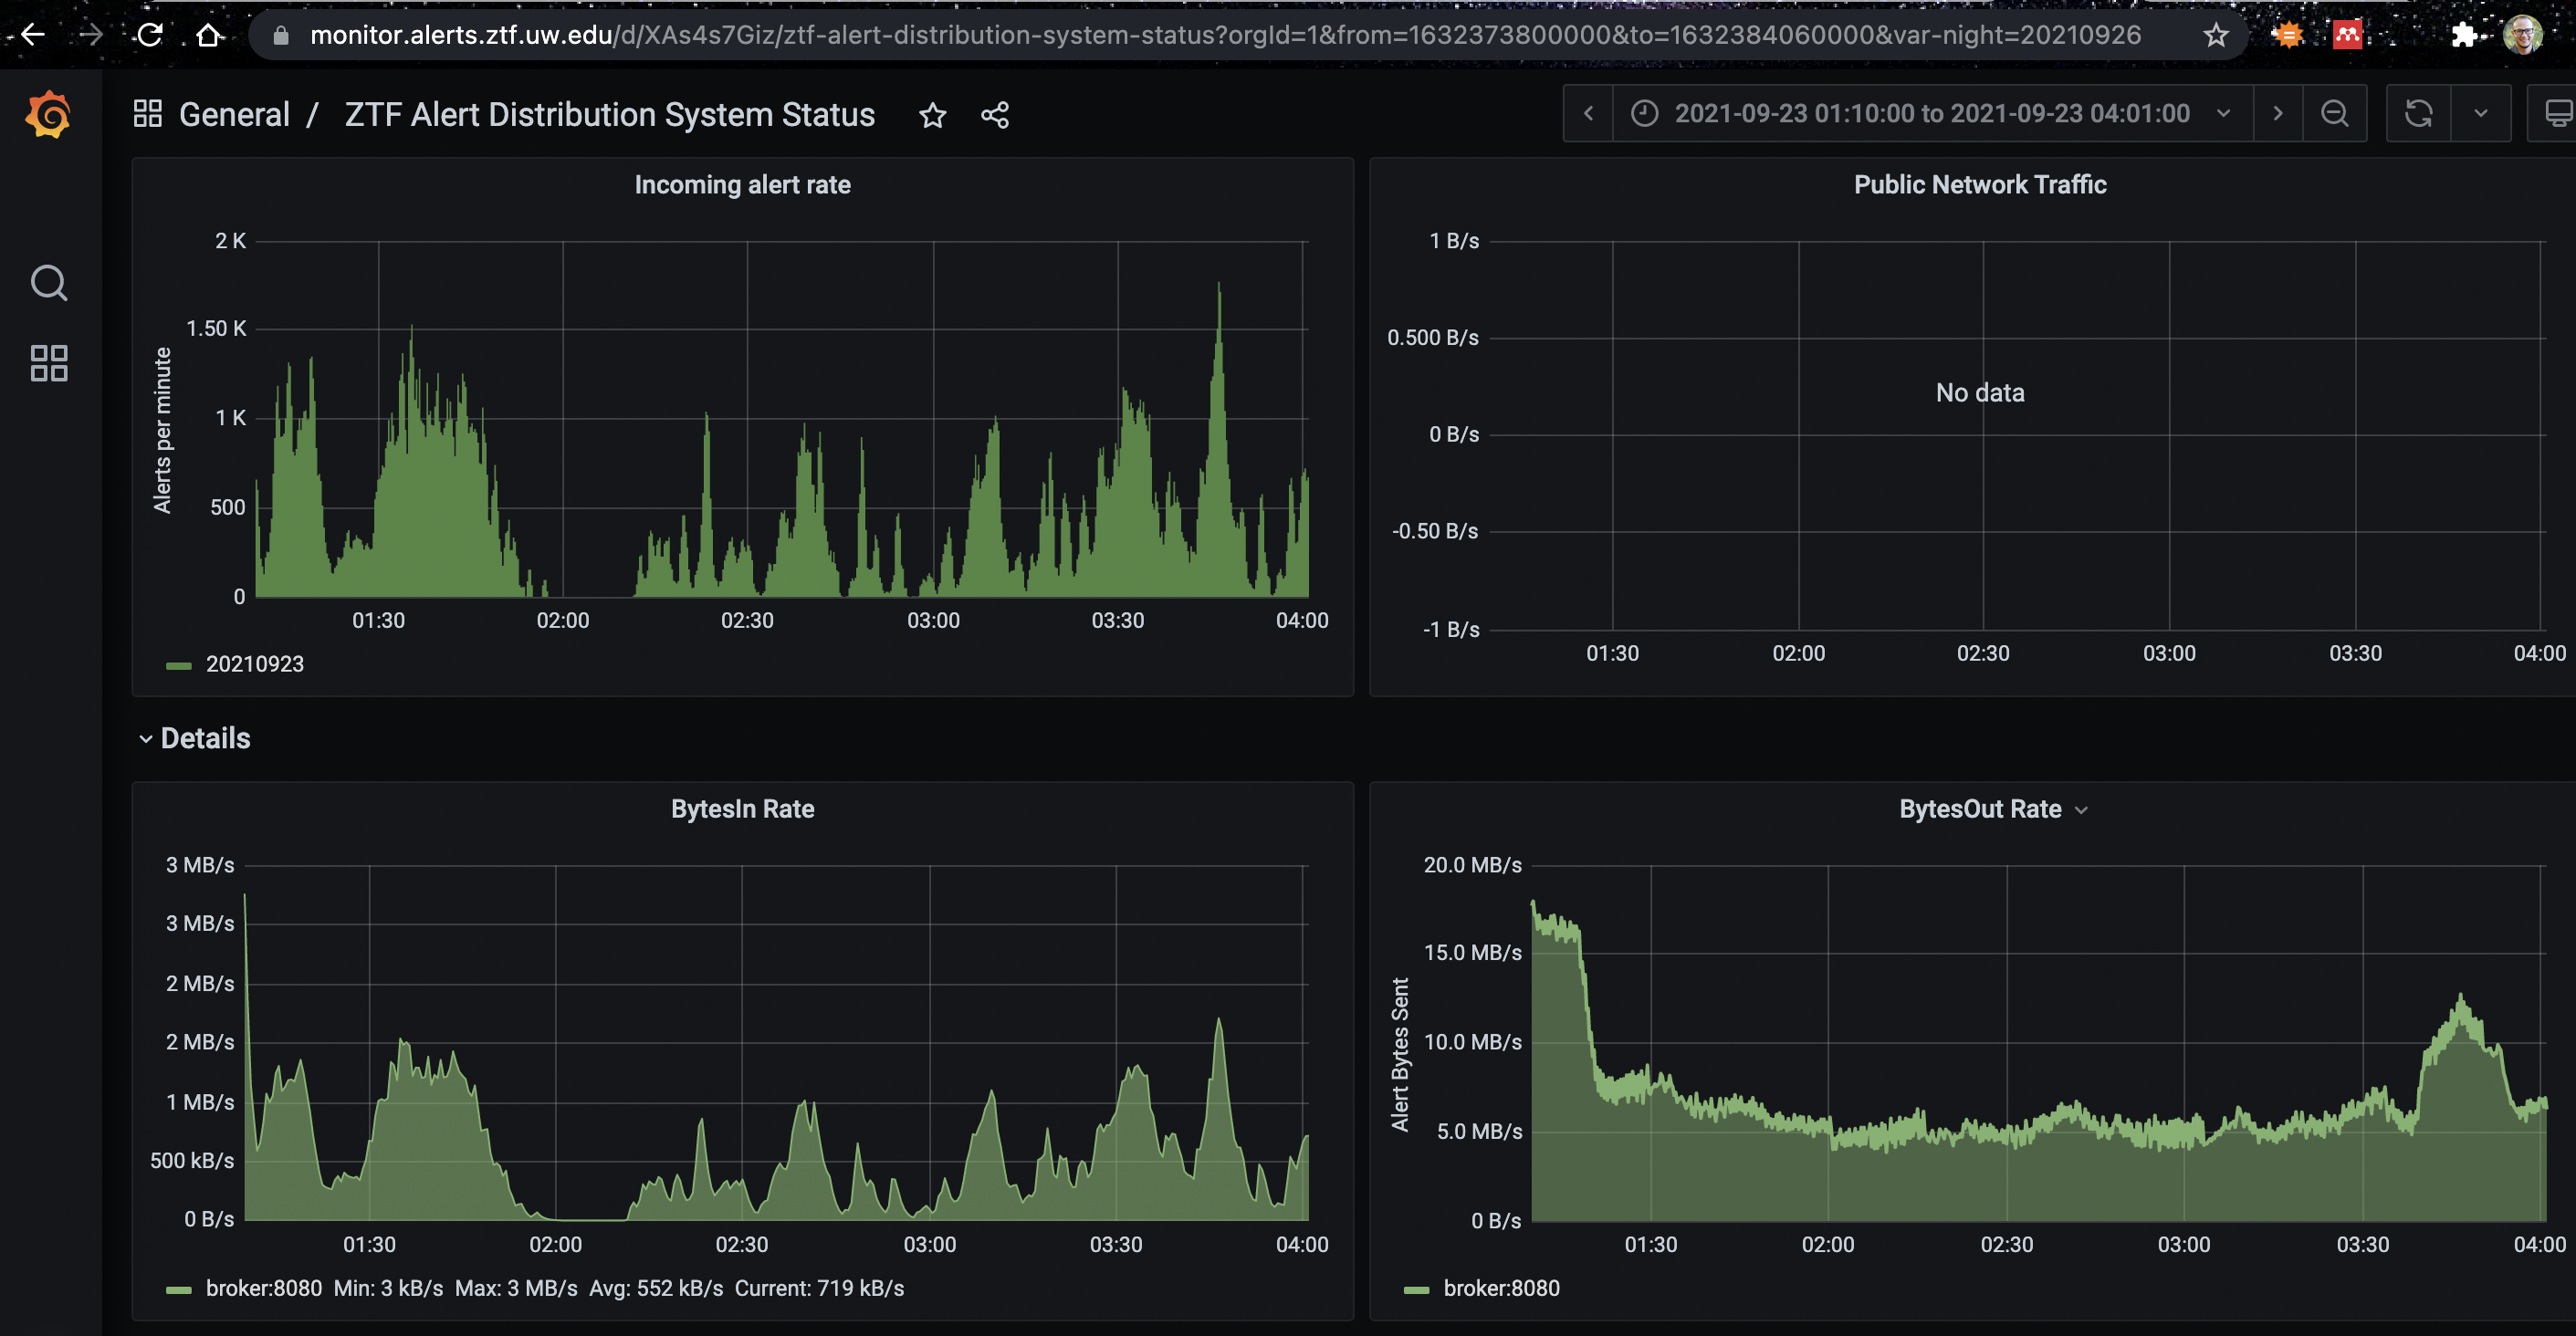 monitor.alerts.ztf.uw.edu/d/XAs4s7Giz/ztf-alert-distribution-system-status?orgId=1&from=1632373800000&to=1632384060000&var-night=20210926
General / ZTF Alert Distribution System Status
2021-09-23 01:10:00 to 2021-09-23 04:01:00
Incoming alert rate
Alerts per minute
2 K
1.50 K
1 K
500
0
01:30 02:00 02:30 03:00 03:30 04:00
20210923
Public Network Traffic
1 B/s
0.500 B/s
No data
0 B/s
-0.50 B/s
-1 B/s
01:30 02:00 02:30 03:00 03:30 04:00
Details
BytesIn Rate
3 MB/s
3 MB/s
2 MB/s
2 MB/s
1 MB/s
500 kB/s
0 B/s
01:30 02:00 02:30 03:00 03:30 04:00
broker:8080 Min: 3 kB/s Max: 3 MB/s Avg: 552 kB/s Current: 719 kB/s
BytesOut Rate
Alert Bytes Sent
20.0 MB/s
15.0 MB/s
10.0 MB/s
5.0 MB/s
0 B/s
01:30 02:00 02:30 03:00 03:30 04:00
broker:8080